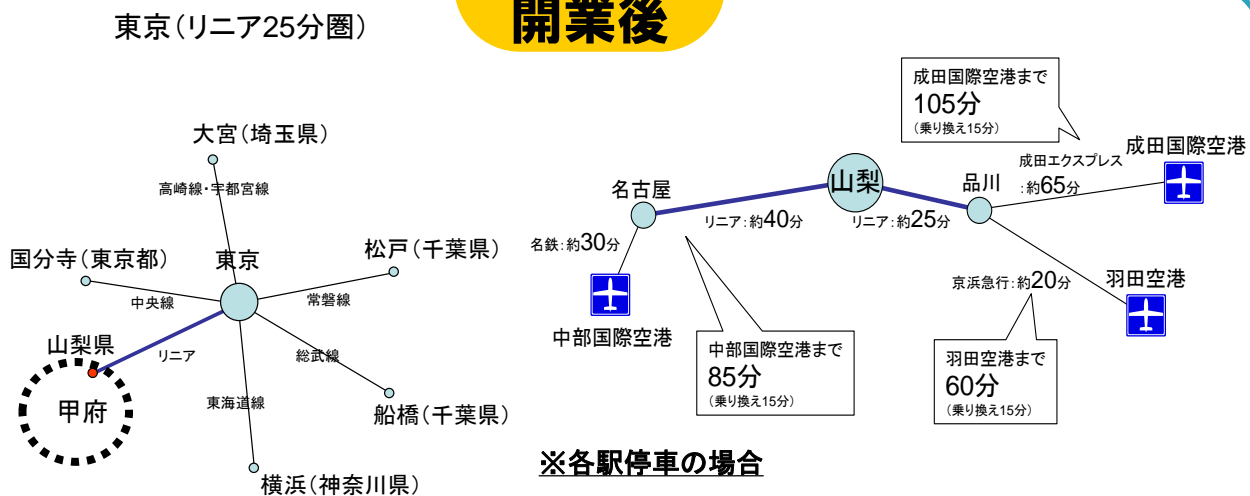 開業後
東京(リニア25分圏)
大宮(埼玉県)
高崎線・宇都宮線
国分寺(東京都)
東京
松戸(千葉県)
中央線
常磐線
山梨県
リニア
総武線
甲府
東海道線
船橋(千葉県)
横浜(神奈川県)
成田国際空港まで
105分
(乗り換え15分)
成田国際空港
成田エクスプレス
:約65分
名古屋
山梨
品川
リニア:約40分
リニア:約25分
名鉄:約30分
中部国際空港
京浜急行:約20分
羽田空港
中部国際空港まで
85分
(乗り換え15分)
羽田空港まで
60分
(乗り換え15分)
※各駅停車の場合